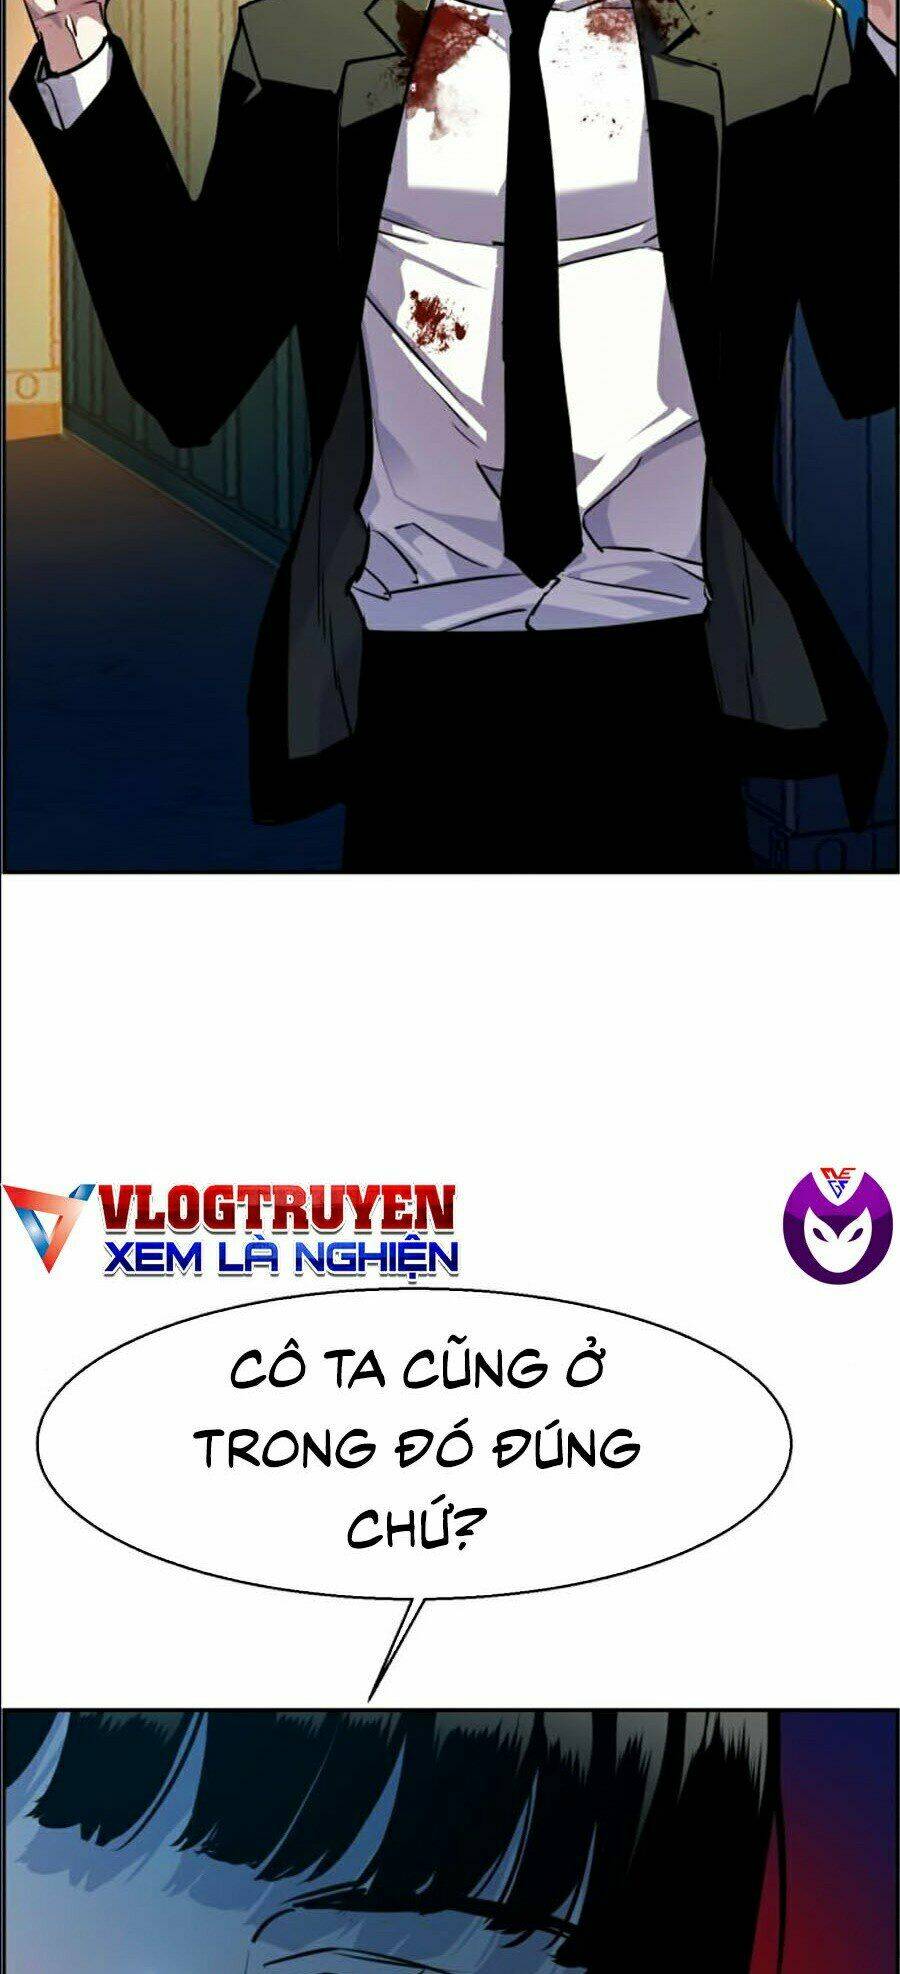 VLOGTRUYEN
XEM LÀ NGHIỆN
CÔ TA CŨNG Ở
TRONG ĐÓ ĐÚNG
CHỨ?